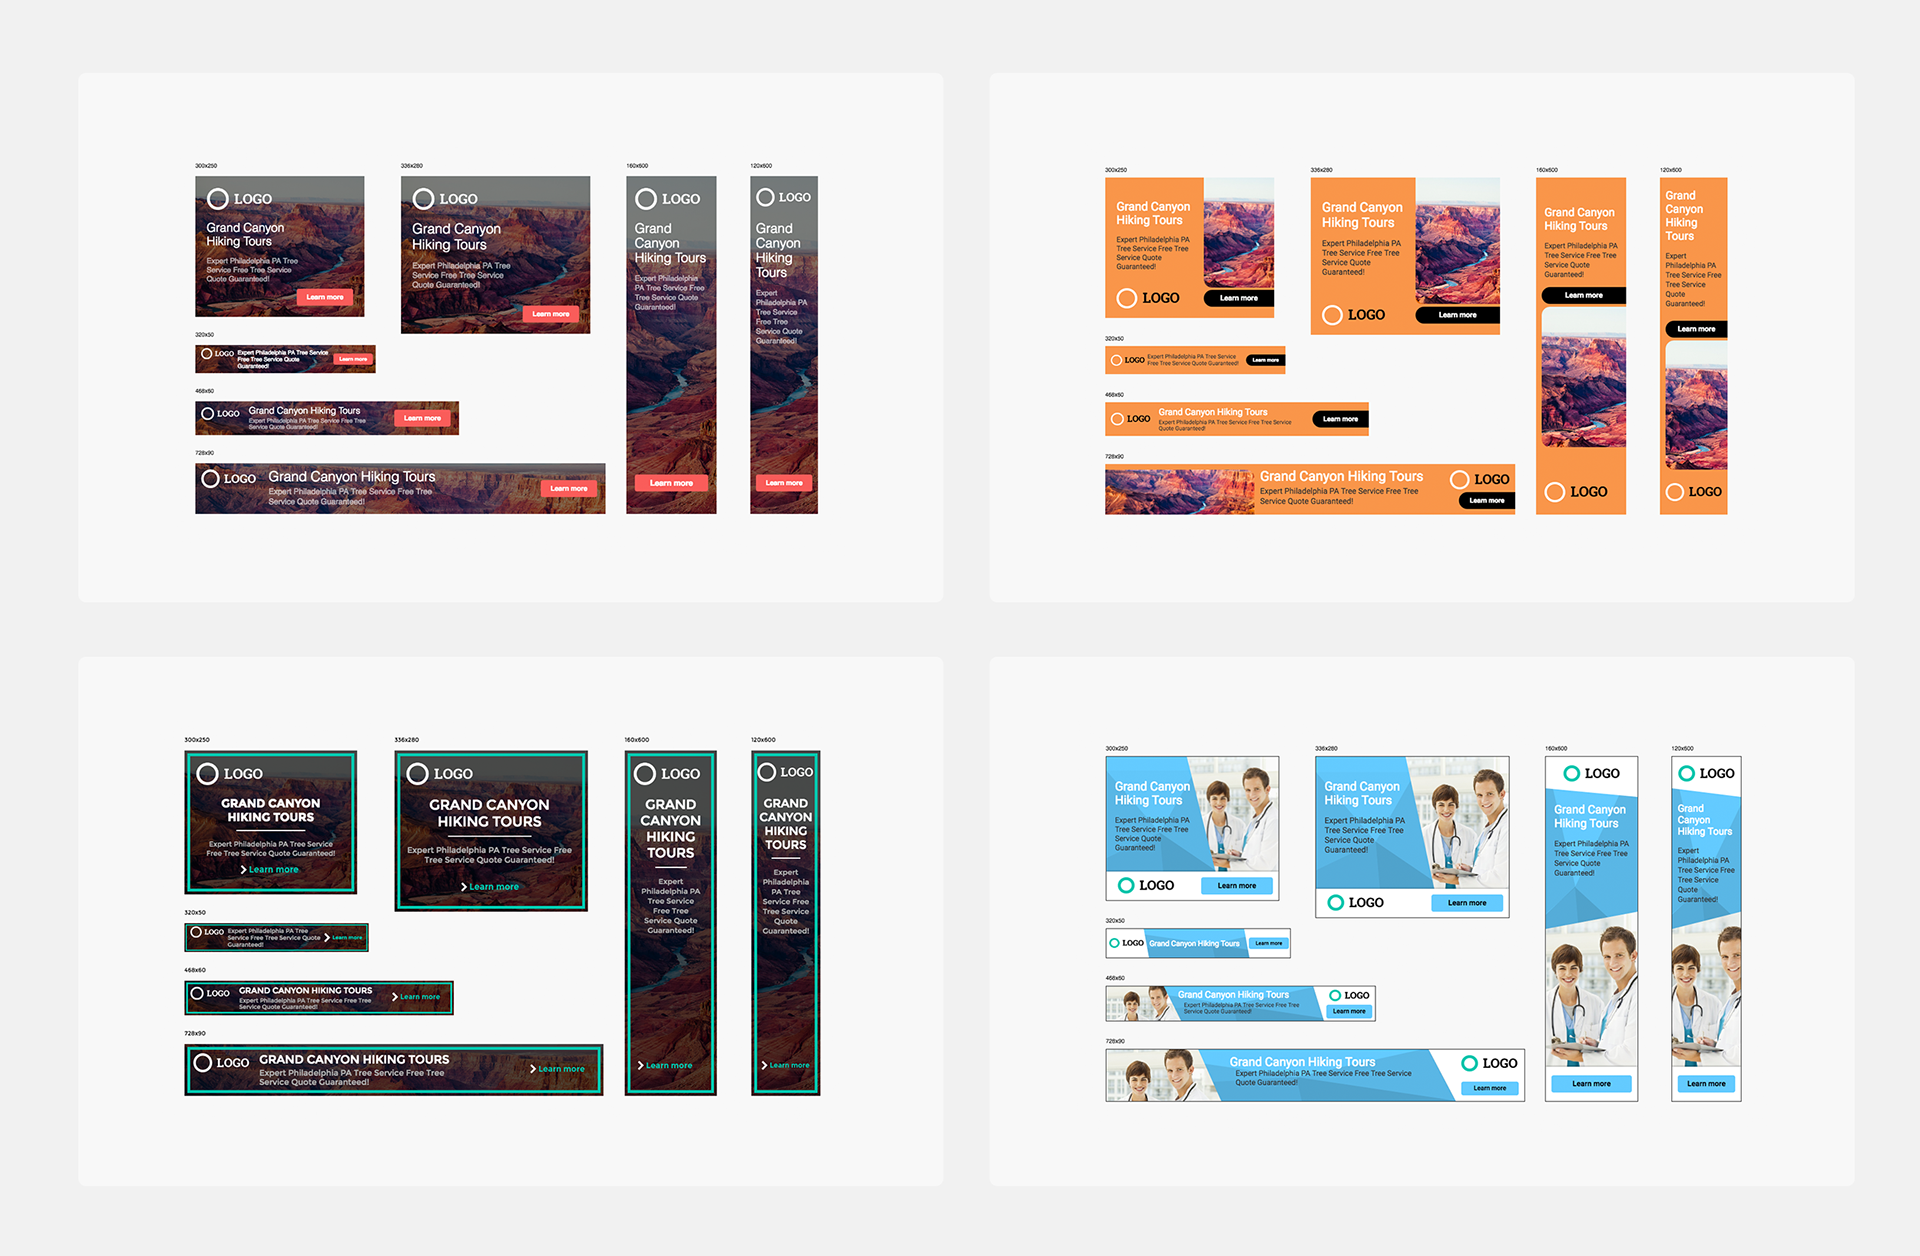 300x250
LOGO
Grand Canyon
Hiking Tours
Expert Philadelphia PA Tree
Service Free Tree Service
Quote Guaranteed!
Learn more
336x280
LOGO
Grand Canyon
Hiking Tours
Expert Philadelphia PA Tree
Service Free Tree Service
Quote Guaranteed!
Learn more
160x600
LOGO
Grand
Canyon
Hiking Tours
Expert Philadelphia
PA Tree Service Free
Tree Service Quote
Guaranteed!
Learn more
120x600
LOGO
Grand
Canyon
Hiking
Tours
Expert
Philadelphia PA
Tree Service
Free Tree
Service Quote
Guaranteed!
Learn more
320x50
LOGO
Expert Philadelphia PA Tree Service
Free Tree Service Quote
Guaranteed!
Learn more
468x60
LOGO
Grand Canyon Hiking Tours
Expert Philadelphia PA Tree Service Free Tree
Service Quote Guaranteed!
Learn more
728x90
LOGO
Grand Canyon Hiking Tours
Expert Philadelphia PA Tree Service Free Tree
Service Quote Guaranteed!
Learn more
300x250
Grand Canyon
Hiking Tours
Expert Philadelphia PA
Tree Service Free Tree
Service Quote
Guaranteed!
LOGO
Learn more
336x280
Grand Canyon
Hiking Tours
Expert Philadelphia PA
Tree Service Free Tree
Service Quote
Guaranteed!
LOGO
Learn more
160x600
Grand Canyon
Hiking Tours
Expert Philadelphia PA
Tree Service Free Tree
Service Quote
Guaranteed!
Learn more
LOGO
120x600
Grand
Canyon
Hiking
Tours
Expert
Philadelphia PA
Tree Service
Free Tree Service
Quote
Guaranteed!
Learn more
LOGO
320x50
LOGO
Expert Philadelphia PA Tree Service
Free Tree Service Quote Guaranteed!
Learn more
468x60
LOGO
Grand Canyon Hiking Tours
Expert Philadelphia PA Tree Service Free Tree Service
Quote Guaranteed!
Learn more
728x90
Grand Canyon Hiking Tours
Expert Philadelphia PA Tree Service Free Tree
Service Quote Guaranteed!
LOGO
Learn more
300x250
LOGO
GRAND CANYON
HIKING TOURS
Expert Philadelphia PA Tree Service
Free Tree Service Quote Guaranteed!
Learn more
336x280
LOGO
GRAND CANYON
HIKING TOURS
Expert Philadelphia PA Tree Service Free
Tree Service Quote Guaranteed!
Learn more
160x600
LOGO
GRAND
CANYON
HIKING
TOURS
Expert
Philadelphia PA
Tree Service
Free Tree
Service Quote
Guaranteed!
Learn more
120x600
LOGO
GRAND
CANYON
HIKING
TOURS
Expert
Philadelphia
PA Tree
Service Free
Tree Service
Quote
Guaranteed!
Learn more
320x50
LOGO
Expert Philadelphia PA Tree
Service Free Tree Service Quote
Guaranteed!
Learn more
468x60
LOGO
GRAND CANYON HIKING TOURS
Expert Philadelphia PA Tree Service Free Tree
Service Quote Guaranteed!
Learn more
728x90
LOGO
GRAND CANYON HIKING TOURS
Expert Philadelphia PA Tree Service Free Tree
Service Quote Guaranteed!
Learn more
300x250
Grand Canyon
Hiking Tours
Expert Philadelphia PA
Tree Service Free Tree
Service Quote
Guaranteed!
LOGO
Learn more
336x280
Grand Canyon
Hiking Tours
Expert Philadelphia PA
Tree Service Free Tree
Service Quote
Guaranteed!
LOGO
Learn more
160x600
LOGO
Grand Canyon
Hiking Tours
Expert Philadelphia PA
Tree Service Free Tree
Service Quote
Guaranteed!
Learn more
120x600
LOGO
Grand
Canyon
Hiking Tours
Expert
Philadelphia PA
Tree Service Free
Tree Service
Quote
Guaranteed!
Learn more
320x50
LOGO
Grand Canyon Hiking Tours
Learn more
468x60
Grand Canyon Hiking Tours
Expert Philadelphia PA Tree Service Free Tree
Service Quote Guaranteed!
LOGO
Learn more
728x90
Grand Canyon Hiking Tours
Expert Philadelphia PA Tree Service Free Tree Service
Quote Guaranteed!
LOGO
Learn more